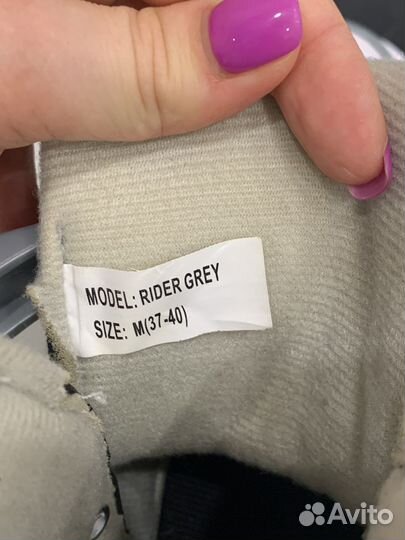 MODEL: RIDER GREY
SIZE: M(37-40)
Avito